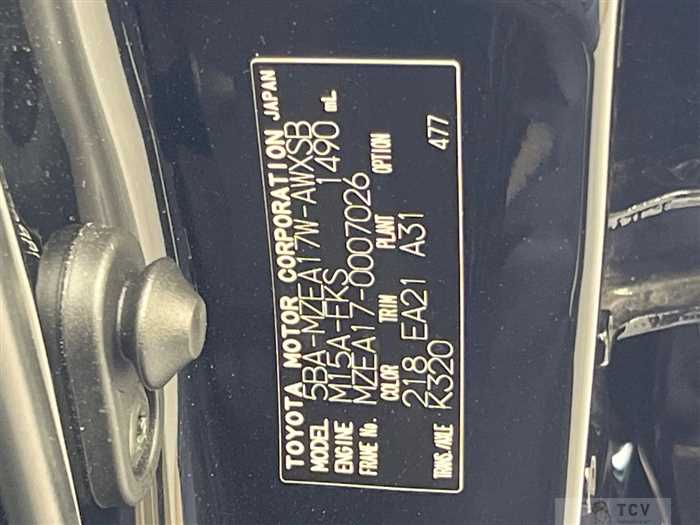 TOYOTA MOTOR CORPORATION JAPAN
MODEL 5BA-MZEA17W-AWXSB
ENGINE M15A-FKS 1490 mL
FRAME No. MZEA17-0007026
COLOR TRIM PLANT OPTION
218 EA21 A31
TRANS./AXLE K320 477
TCV